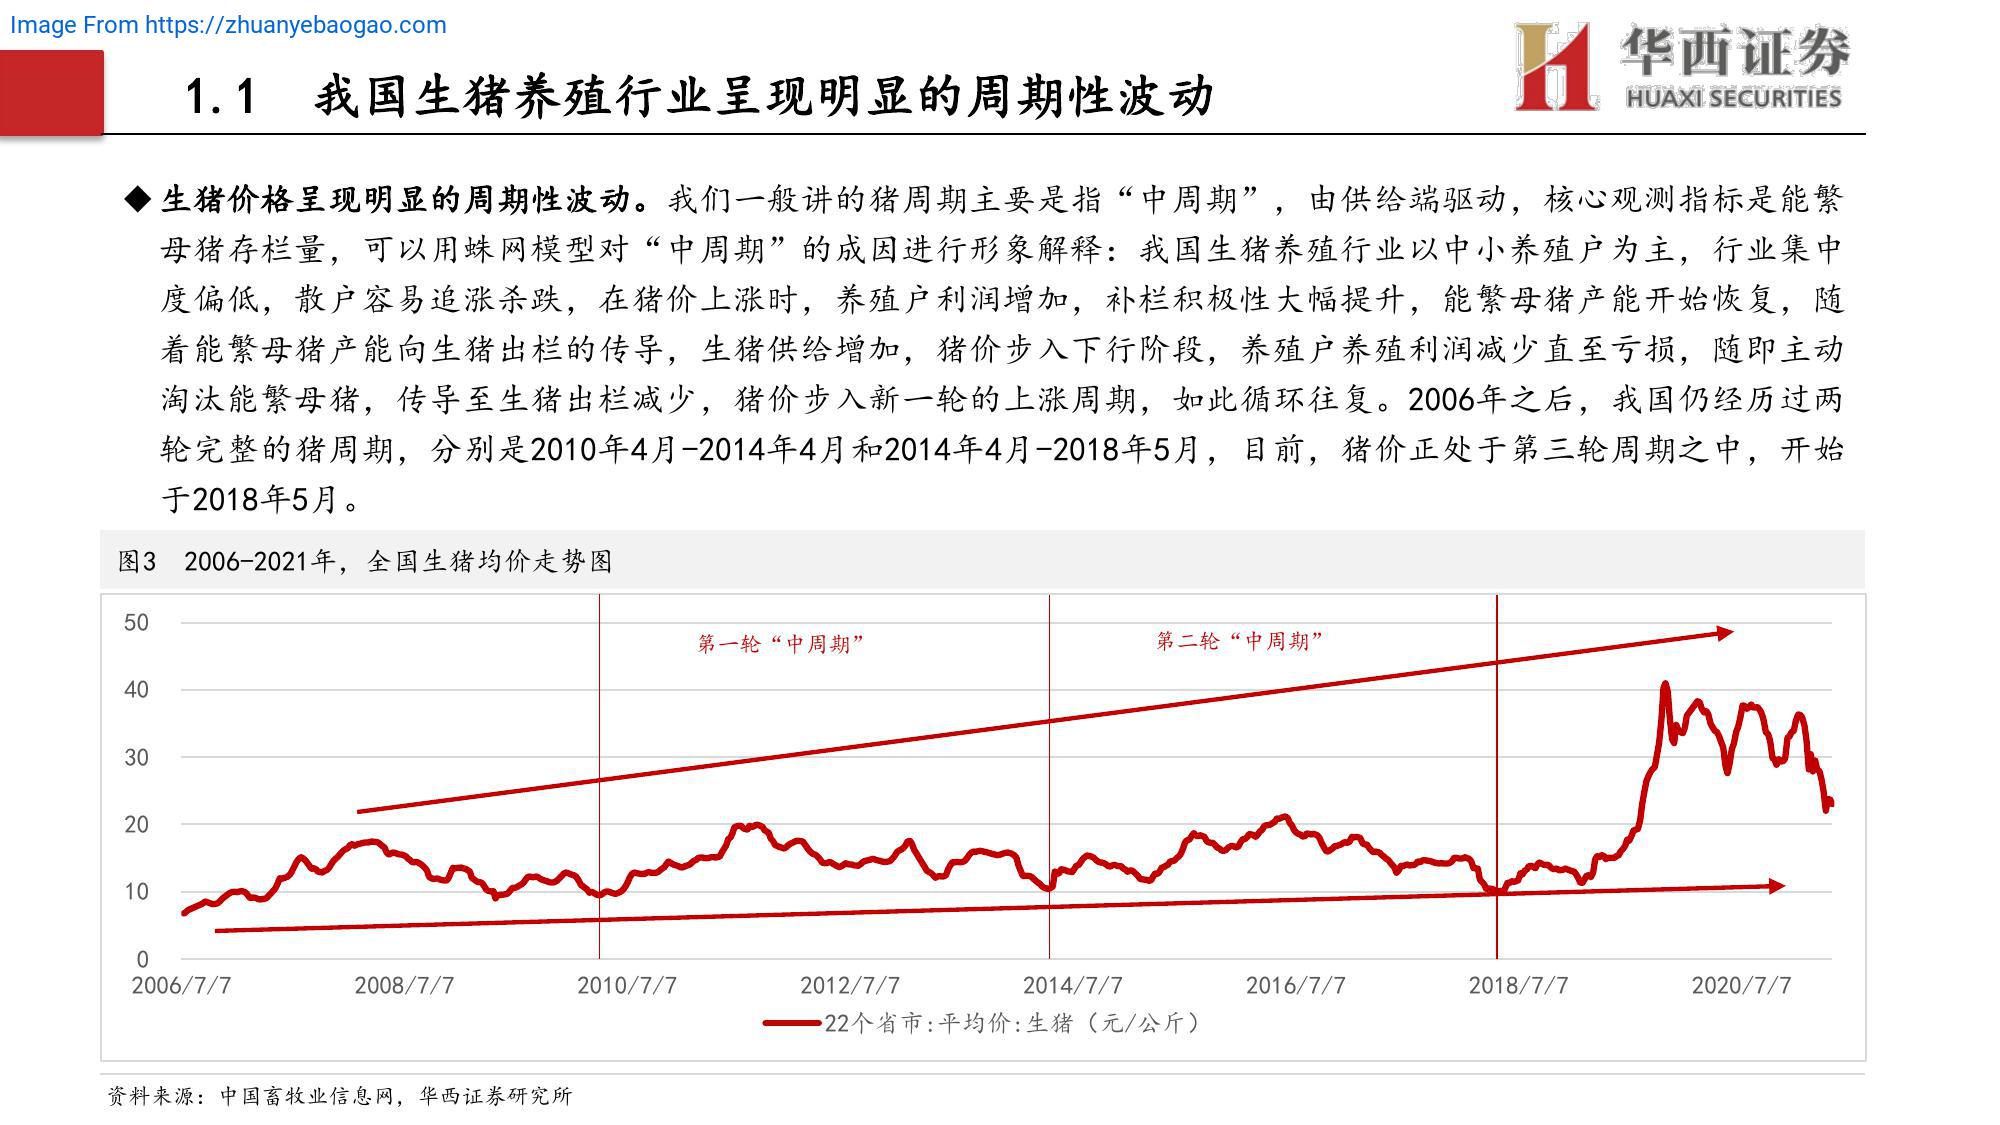 Image From https://zhuanyebaogao.com
华西证券
HUAXI SECURITIES
1.1 我国生猪养殖行业呈现明显的周期性波动
◆生猪价格呈现明显的周期性波动。我们一般讲的猪周期主要是指“中周期”，由供给端驱动，核心观测指标是能繁
母猪存栏量，可以用蛛网模型对“中周期”的成因进行形象解释：我国生猪养殖行业以中小养殖户为主，行业集中
度偏低，散户容易追涨杀跌，在猪价上涨时，养殖户利润增加，补栏积极性大幅提升，能繁母猪产能开始恢复，随
着能繁母猪产能向生猪出栏的传导，生猪供给增加，猪价步入下行阶段，养殖户养殖利润减少直至亏损，随即主动
淘汰能繁母猪，传导至生猪出栏减少，猪价步入新一轮的上涨周期，如此循环往复。2006年之后，我国仍经历过两
轮完整的猪周期，分别是2010年4月-2014年4月和2014年4月-2018年5月，目前，猪价正处于第三轮周期之中，开始
于2018年5月。
图3 2006-2021年，全国生猪均价走势图
50
第一轮“中周期”
第二轮“中周期”
40
30
20
10
0
2006/7/7 2008/7/7 2010/7/7 2012/7/7 2014/7/7 2016/7/7 2018/7/7 2020/7/7
22个省市:平均价:生猪（元/公斤）
资料来源：中国畜牧业信息网，华西证券研究所